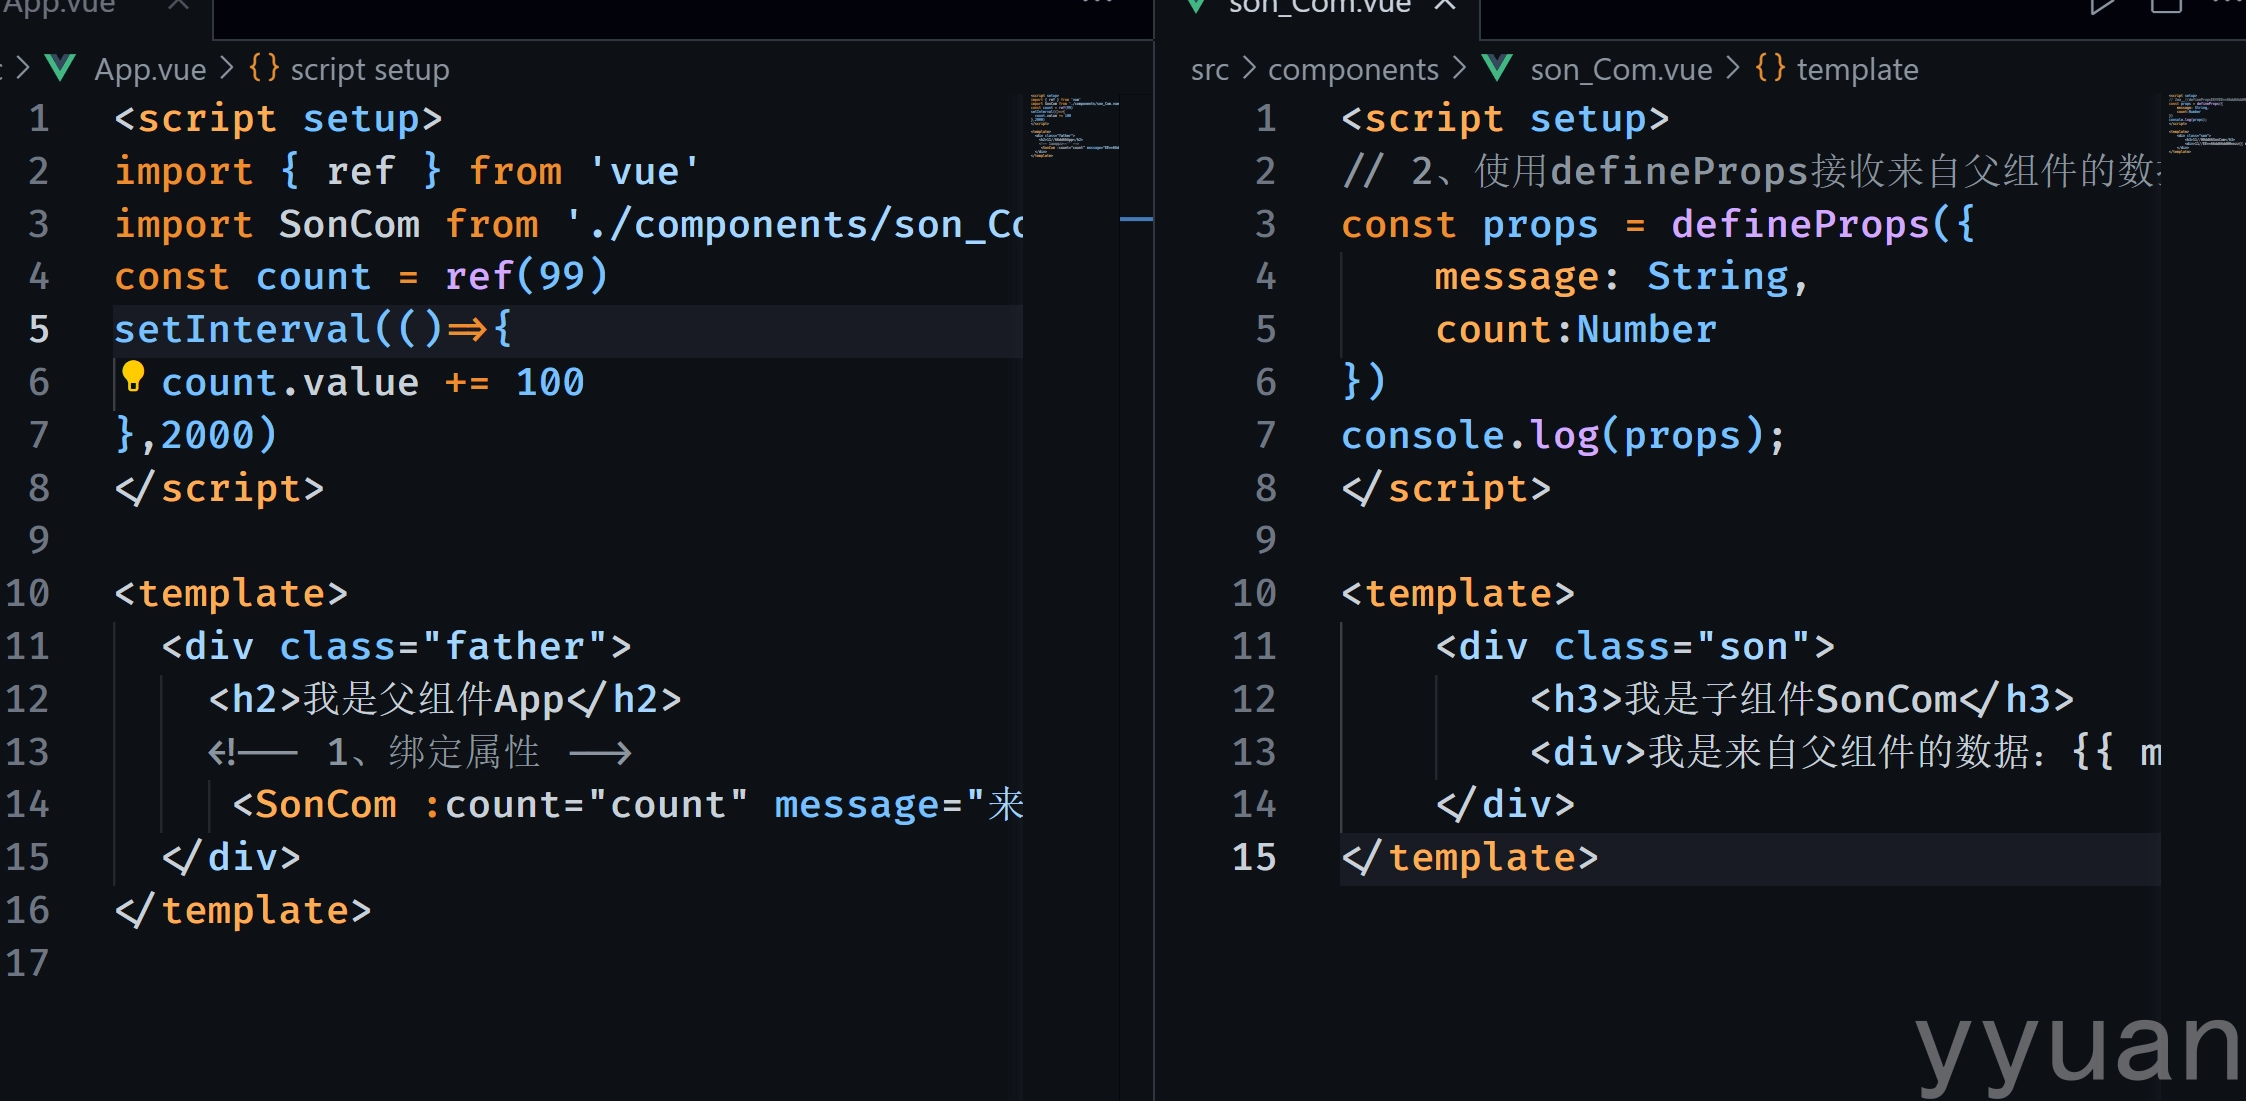 App.vue
App.vue > {} script setup
1 <script setup>
2 import { ref } from 'vue'
3 import SonCom from './components/son_Co
4 const count = ref(99)
5 setInterval(()=>{
6 count.value += 100
7 },2000)
8 </script>
9
10 <template>
11 <div class="father">
12 <h2>我是父组件App</h2>
13 <!-- 1、绑定属性 -->
14 <SonCom :count="count" message="来
15 </div>
16 </template>
17
son_Com.vue
src > components > son_Com.vue > {} template
1 <script setup>
2 // 2、使用defineProps接收来自父组件的数据
3 const props = defineProps({
4 message: String,
5 count:Number
6 })
7 console.log(props);
8 </script>
9
10 <template>
11 <div class="son">
12 <h3>我是子组件SonCom</h3>
13 <div>我是来自父组件的数据：{{ m
14 </div>
15 </template>
yyuan